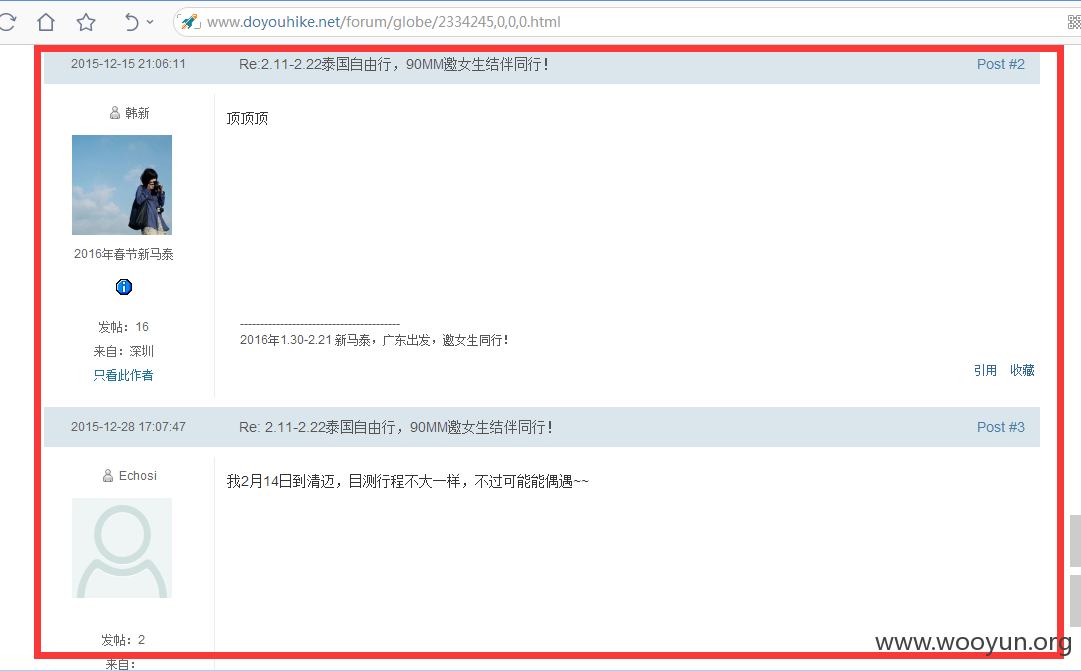 www.doyouhike.net/forum/globe/2334245,0,0,0.html
2015-12-15 21:06:11
Re:2.11-2.22泰国自由行，90MM邀女生结伴同行！
Post #2
韩新
顶顶顶
2016年春节新马泰
发帖：16
来自：深圳
只看此作者
----------------------------------------
2016年1.30-2.21 新马泰，广东出发，邀女生同行！
引用 收藏
2015-12-28 17:07:47
Re: 2.11-2.22泰国自由行，90MM邀女生结伴同行！
Post #3
Echosi
我2月14日到清迈，目测行程不大一样，不过可能能偶遇~~
发帖：2
来自：
www.wooyun.org